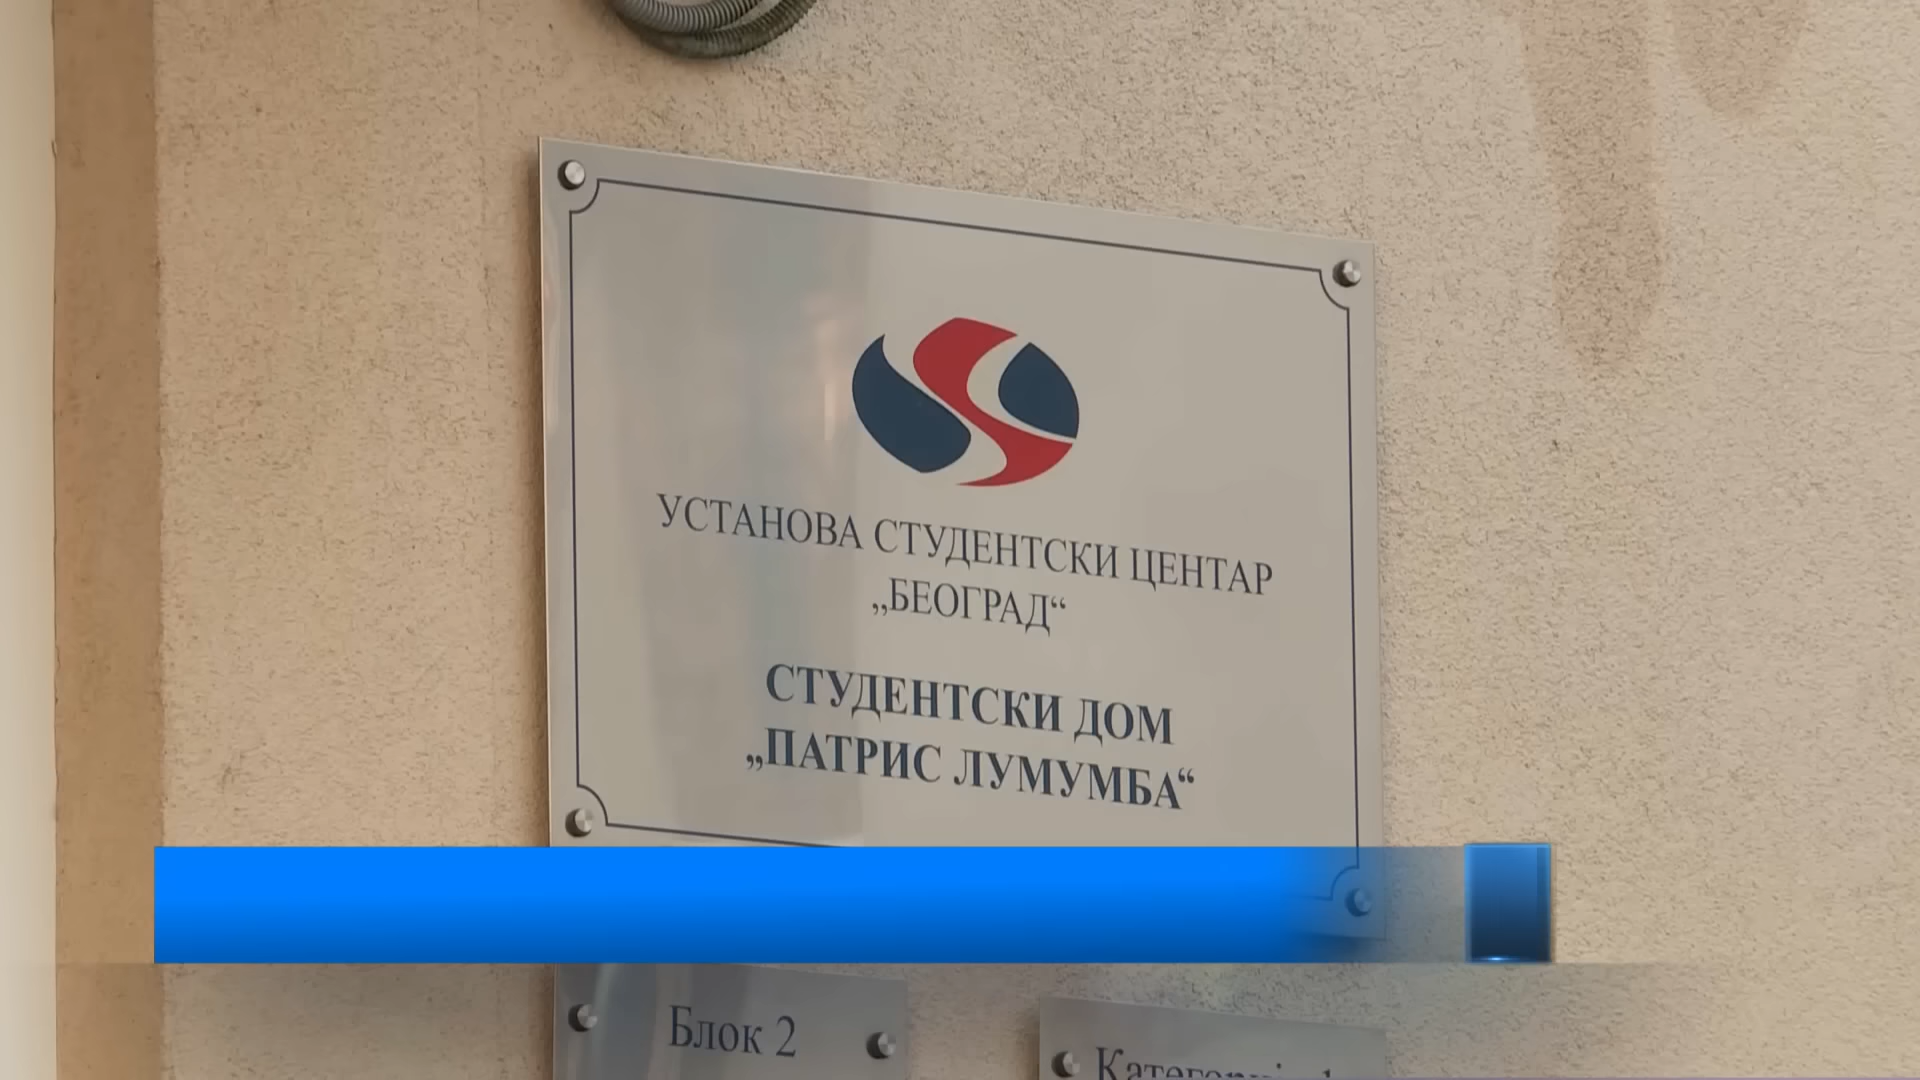 УСТАНОВА СТУДЕНТСКИ ЦЕНТАР
„БЕОГРАД“
СТУДЕНТСКИ ДОМ
„ПАТРИС ЛУМУМБА“
Блок 2